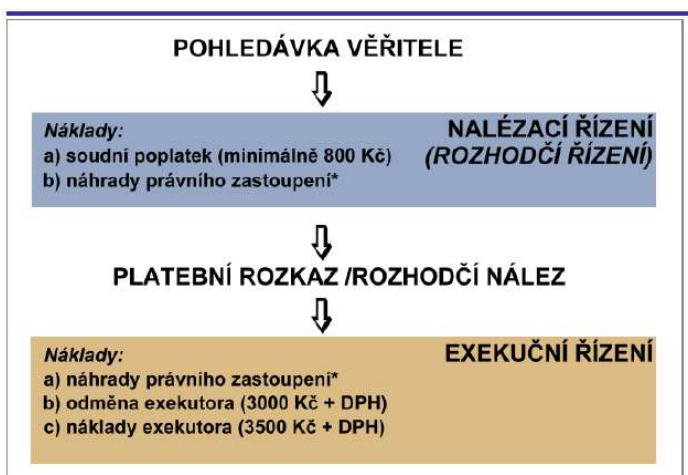 POHLEDÁVKA VĚŘITELE
Náklady:
a) soudní poplatek (minimálně 800 Kč)
b) náhrady právního zastoupení*
NALÉZACÍ ŘÍZENÍ
(ROZHODČÍ ŘÍZENÍ)
PLATEBNÍ ROZKAZ /ROZHODČÍ NÁLEZ
Náklady:
a) náhrady právního zastoupení*
b) odměna exekutora (3000 Kč + DPH)
c) náklady exekutora (3500 Kč + DPH)
EXEKUČNÍ ŘÍZENÍ